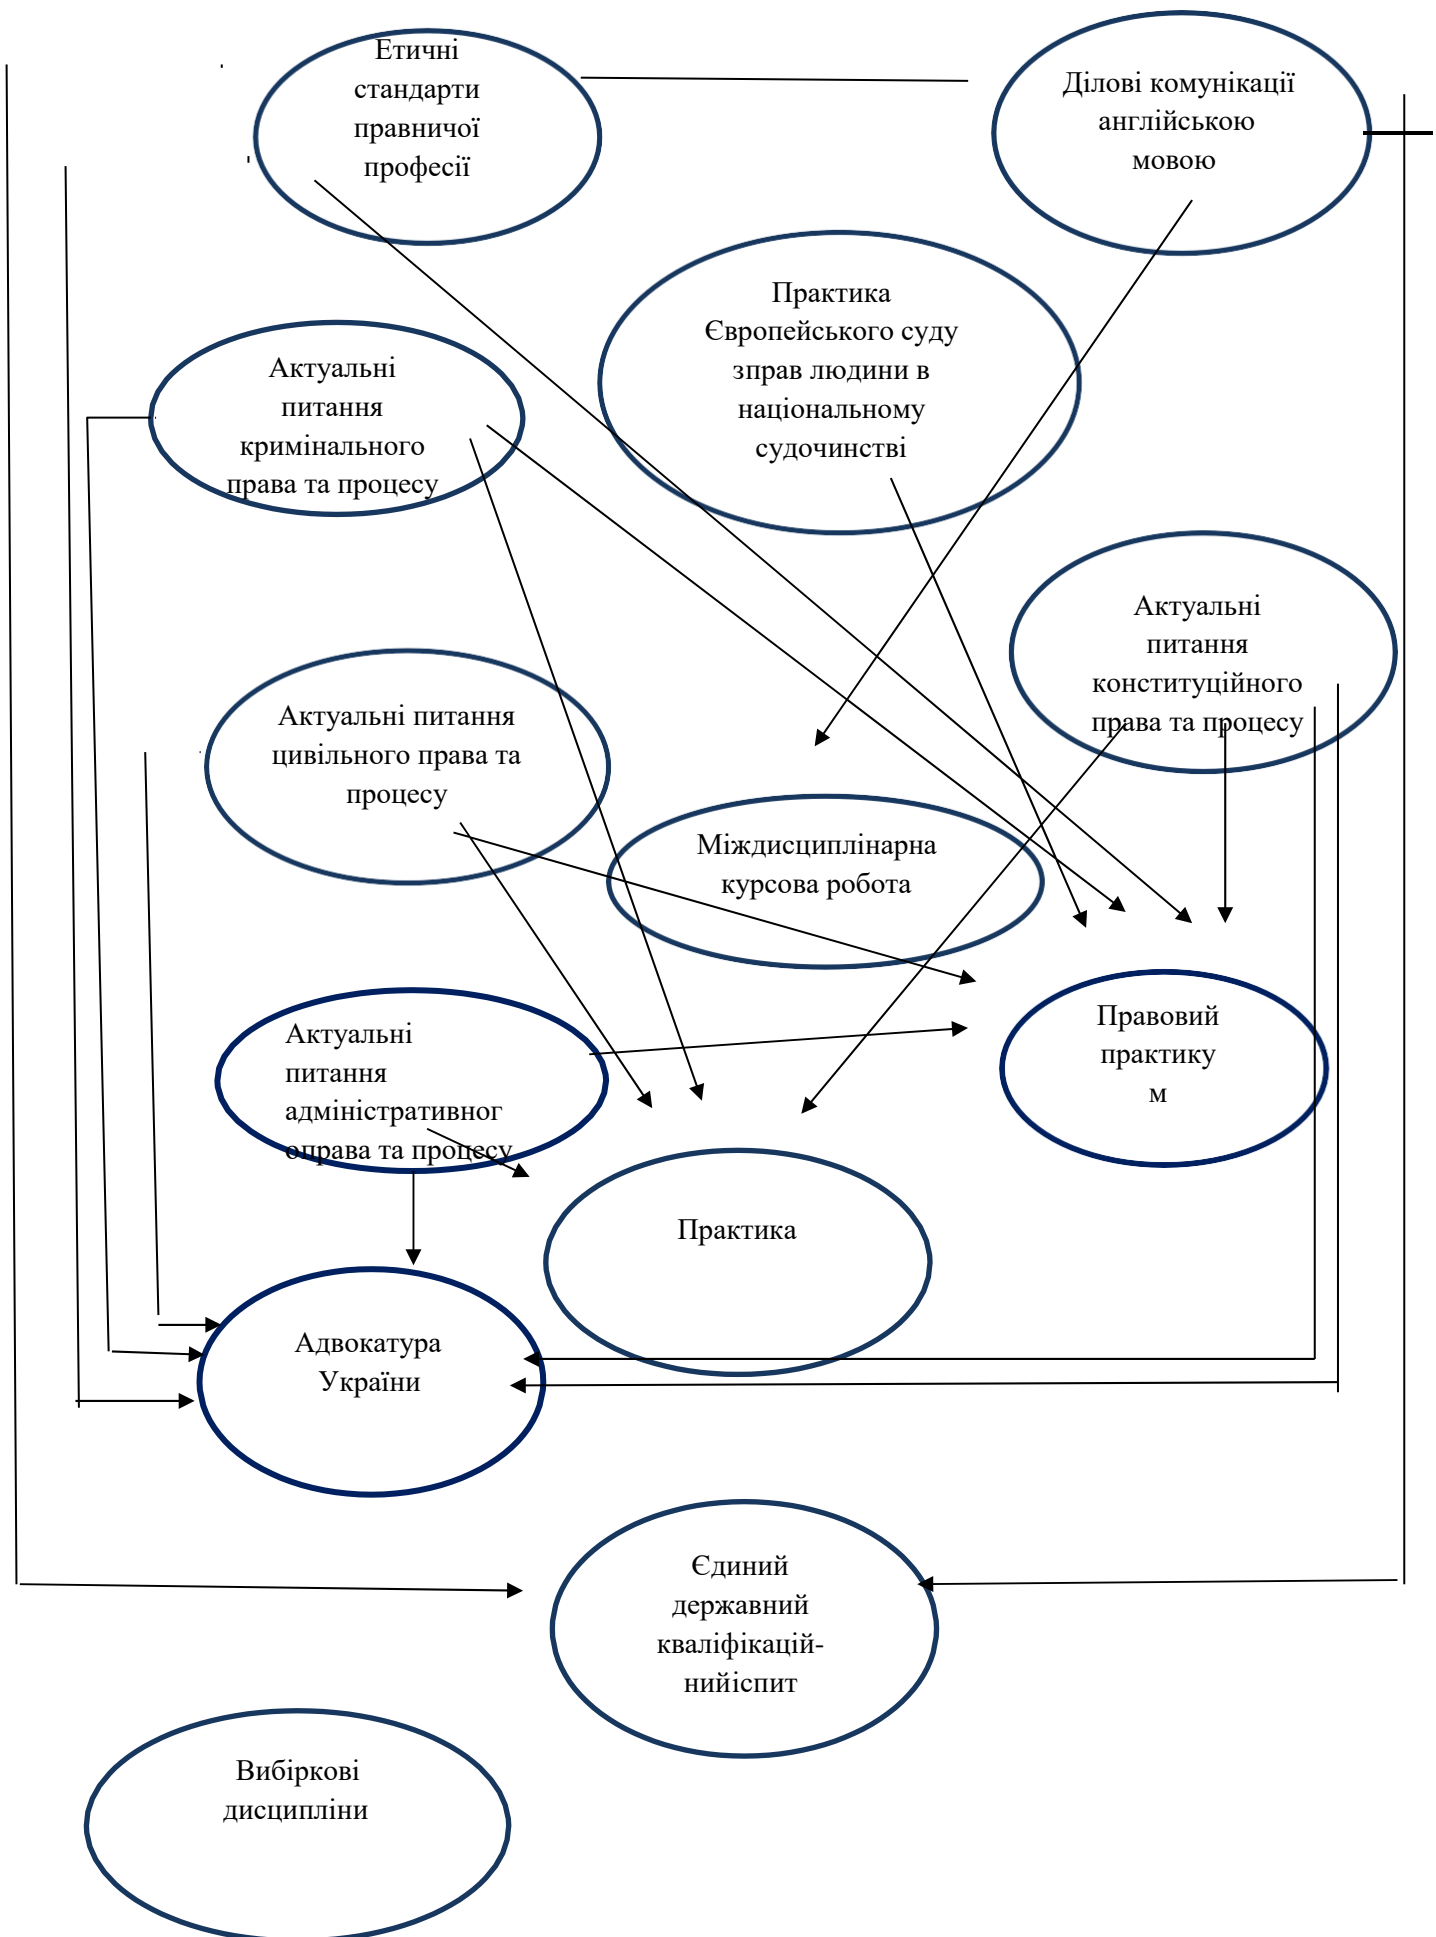 Етичні
стандарти
правничої
професії
Ділові комунікації
англійською
мовою
Практика
Європейського суду
зправ людини в
національному
судочинстві
Актуальні
питання
кримінального
права та процесу
Актуальні
питання
конституційного
права та процесу
Актуальні питання
цивільного права та
процесу
Міждисциплінарна
курсова робота
Правовий
практику
м
Актуальні
питання
адміністративног
оправа та процесу
Практика
Адвокатура
України
Єдиний
державний
кваліфікацій-
нийіспит
Вибіркові
дисципліни